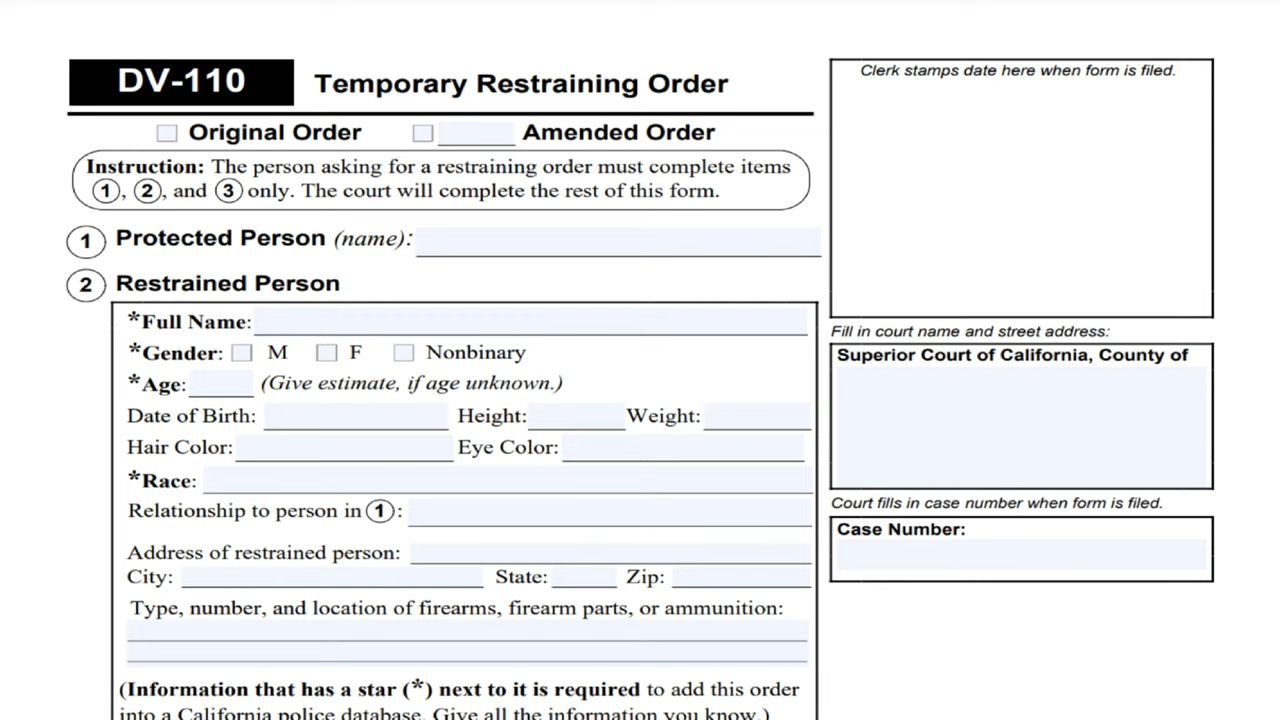 DV-110
Temporary Restraining Order
Clerk stamps date here when form is filed.
Original Order
Amended Order
Instruction: The person asking for a restraining order must complete items
1, 2, and 3 only. The court will complete the rest of this form.
1 Protected Person (name):
2 Restrained Person
*Full Name:
*Gender: M F Nonbinary
*Age: (Give estimate, if age unknown.)
Date of Birth: Height: Weight:
Hair Color: Eye Color:
*Race:
Relationship to person in 1:
Address of restrained person:
City: State: Zip:
Type, number, and location of firearms, firearm parts, or ammunition:
(Information that has a star (*) next to it is required to add this order
into a California police database. Give all the information you know.)
Fill in court name and street address:
Superior Court of California, County of
Court fills in case number when form is filed.
Case Number: